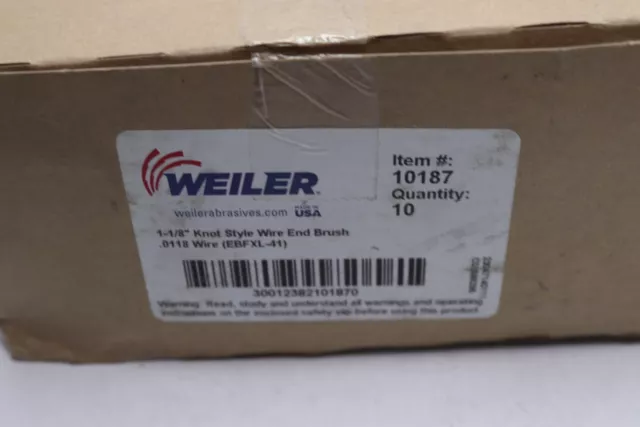 WEILER®
weilerabrasives.com
MADE IN
USA
Item #:
10187
Quantity:
10
1-1/8" Knot Style Wire End Brush
.0118 Wire (EBFXL-41)
30012382101870
Warning: Read, study and understand all warnings and operating
instructions on the enclosed safety slip before using this product